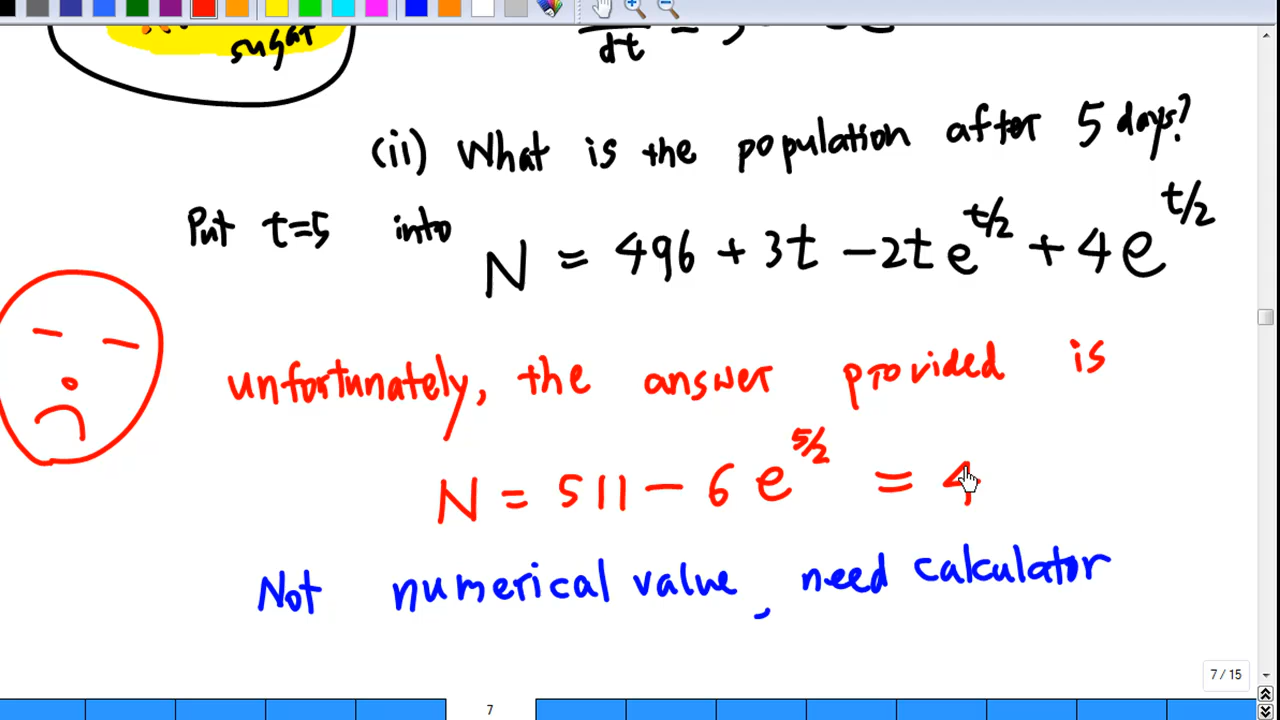 sugar
dt
(ii) What is the population after 5 days?
Put t=5 into N = 496 + 3t - 2te^t/2 + 4e^t/2
unfortunately, the answer provided is
N = 511 - 6e^5/2 = 4
Not numerical value, need calculator
7 / 15
7